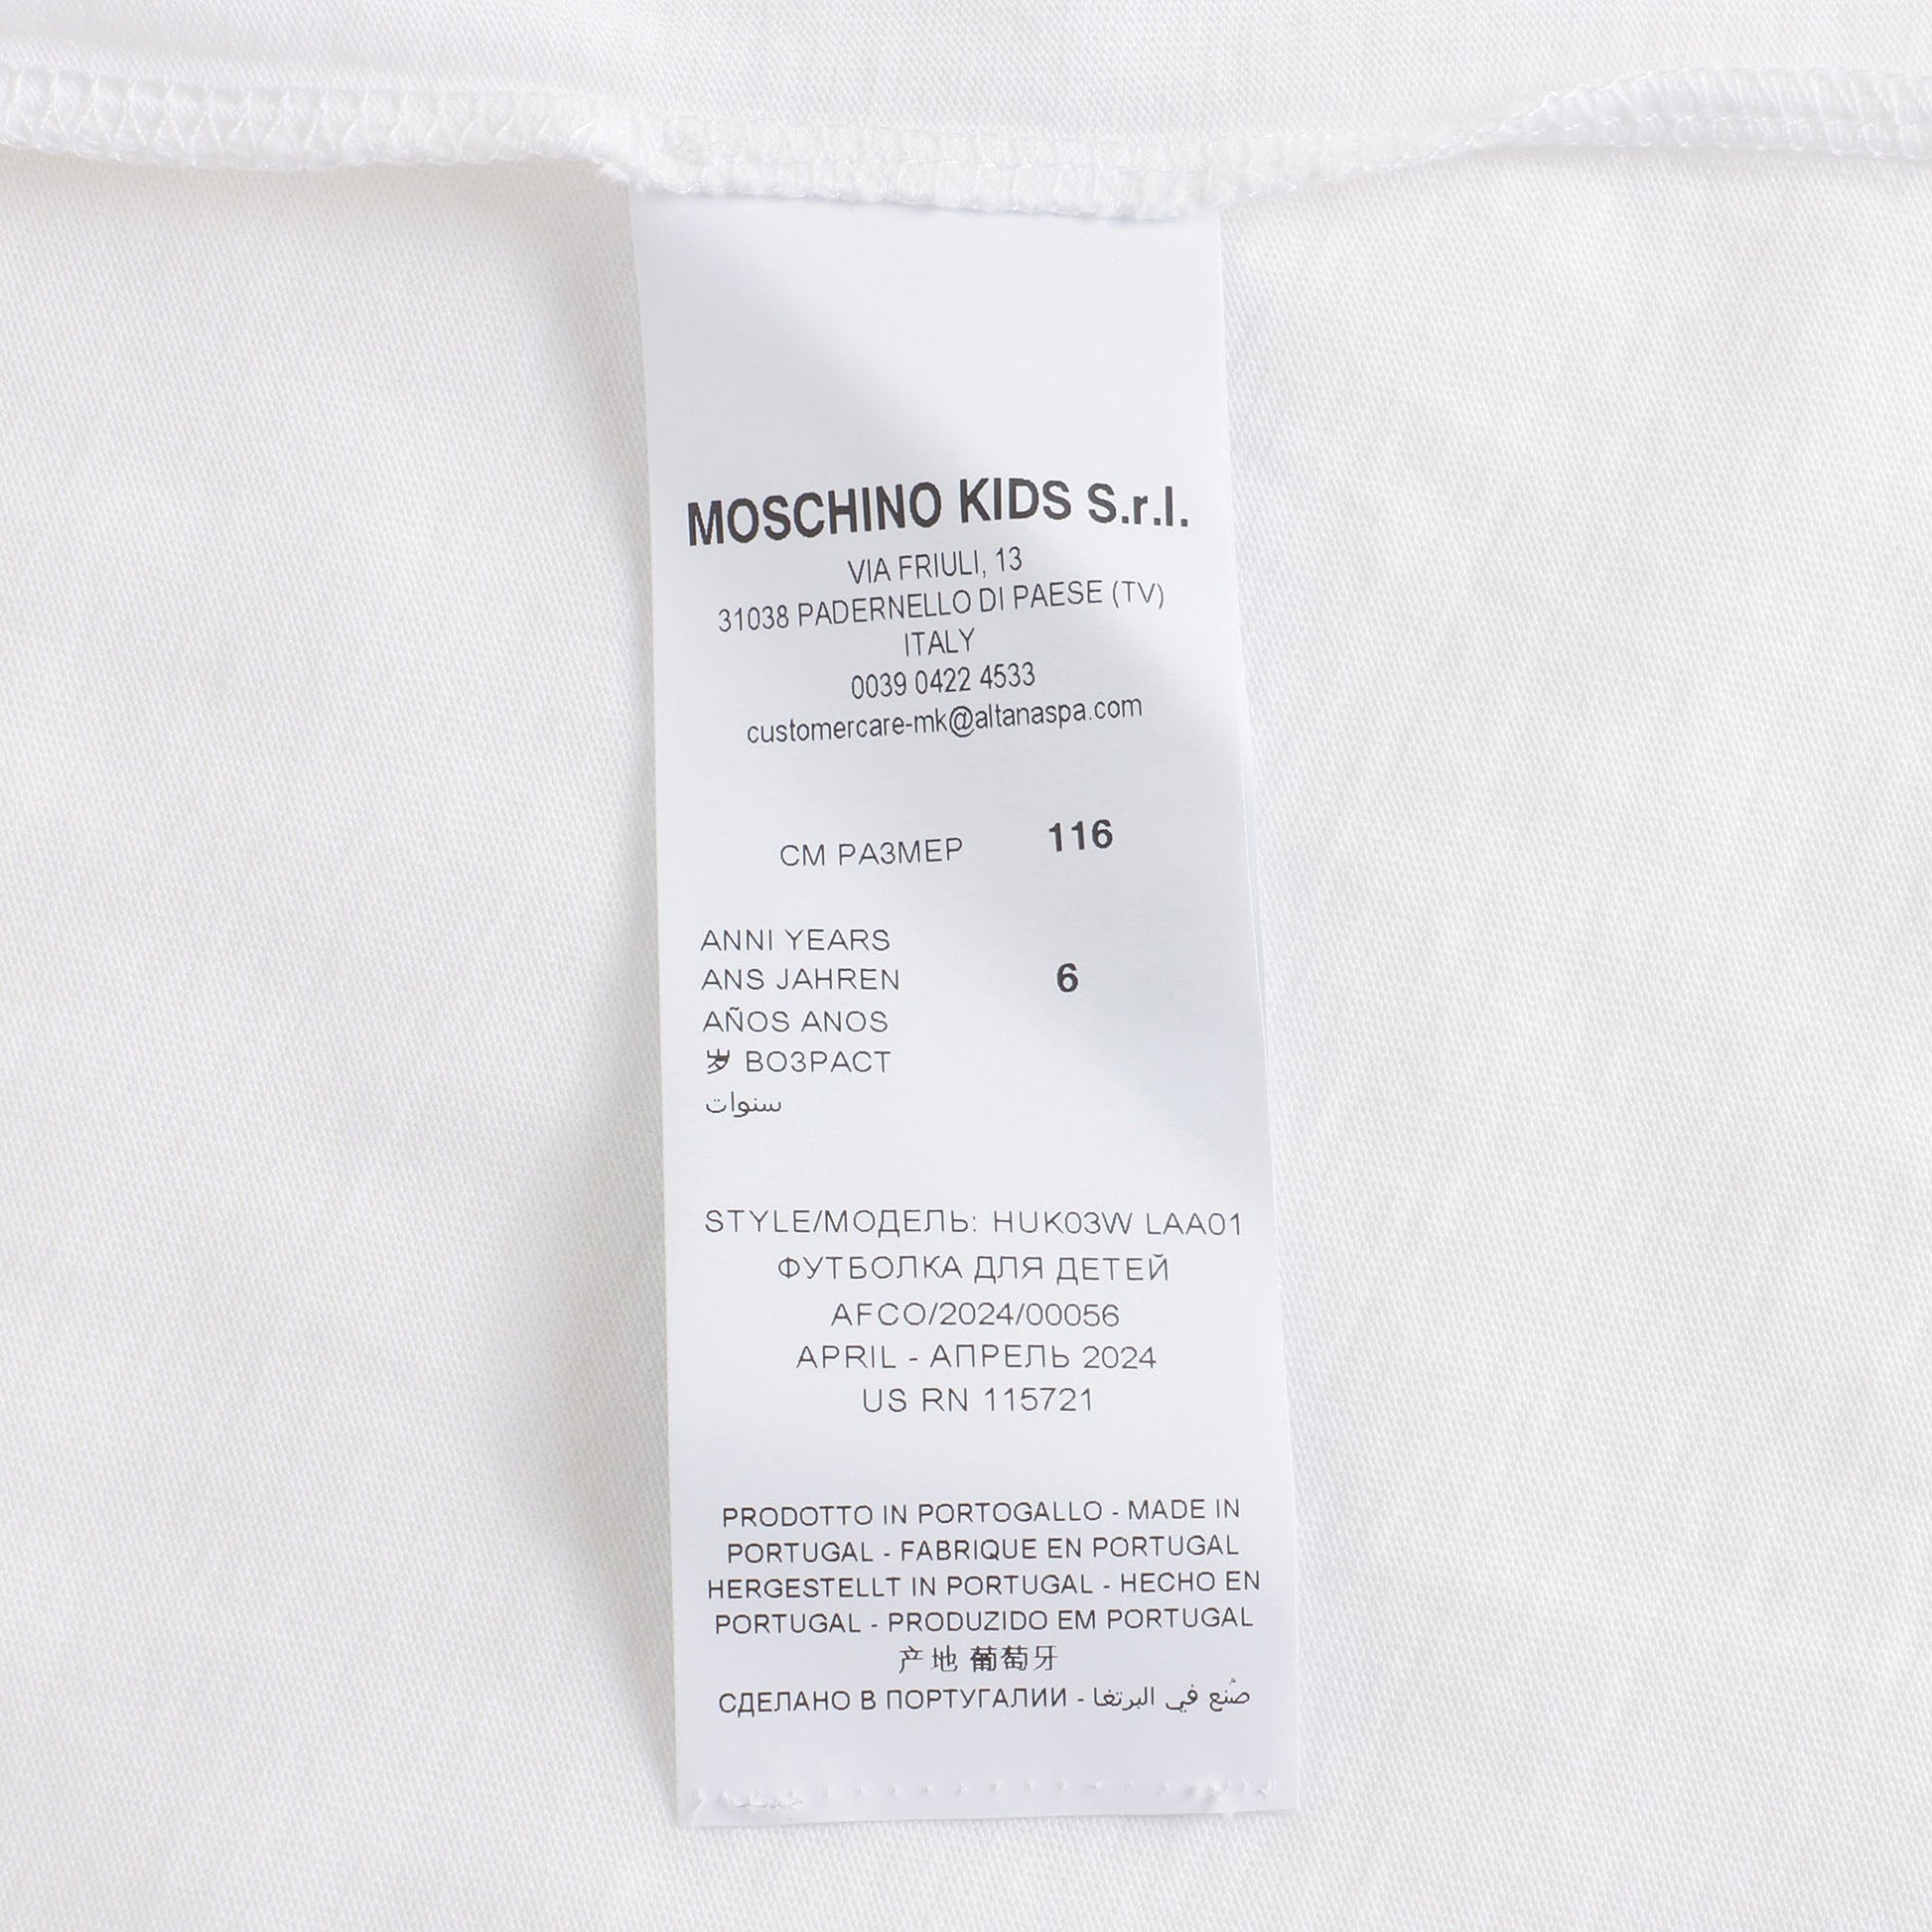 MOSCHINO KIDS S.r.l.
VIA FRIULI, 13
31038 PADERNELLO DI PAESE (TV)
ITALY
0039 0422 4533
customercare-mk@altanaspa.com
СМ РАЗМЕР 116
ANNI YEARS
ANS JAHREN 6
AÑOS ANOS
岁 ВОЗРАСТ
سنوات
STYLE/МОДЕЛЬ: HUK03W LAA01
ФУТБОЛКА ДЛЯ ДЕТЕЙ
AFCO/2024/00056
APRIL - АПРЕЛЬ 2024
US RN 115721
PRODOTTO IN PORTOGALLO - MADE IN
PORTUGAL - FABRIQUE EN PORTUGAL
HERGESTELLT IN PORTUGAL - HECHO EN
PORTUGAL - PRODUZIDO EM PORTUGAL
产地 葡萄牙
СДЕЛАНО В ПОРТУГАЛИИ - صُنع في البرتغا